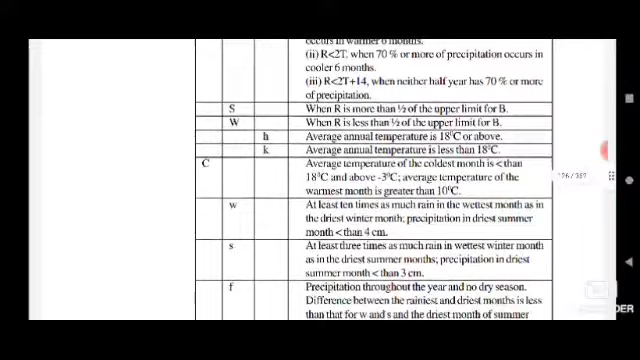 occurs in warmer 6 months.
(ii) R<2T, when 70 % or more of precipitation occurs in
cooler 6 months.
(iii) R<2T+14, when neither half year has 70 % or more
of precipitation.
S When R is more than ½ of the upper limit for B.
W When R is less than ½ of the upper limit for B.
h Average annual temperature is 18⁰C or above.
k Average annual temperature is less than 18⁰C.
C Average temperature of the coldest month is < than
18⁰C and above -3⁰C; average temperature of the
warmest month is greater than 10⁰C.
w At least ten times as much rain in the wettest month as in
the driest winter month; precipitation in driest summer
month < than 4 cm.
s At least three times as much rain in wettest winter month
as in the driest summer months; precipitation in driest
summer month < than 3 cm.
f Precipitation throughout the year and no dry season.
Difference between the rainiest and driest months is less
than that for w and s and the driest month of summer